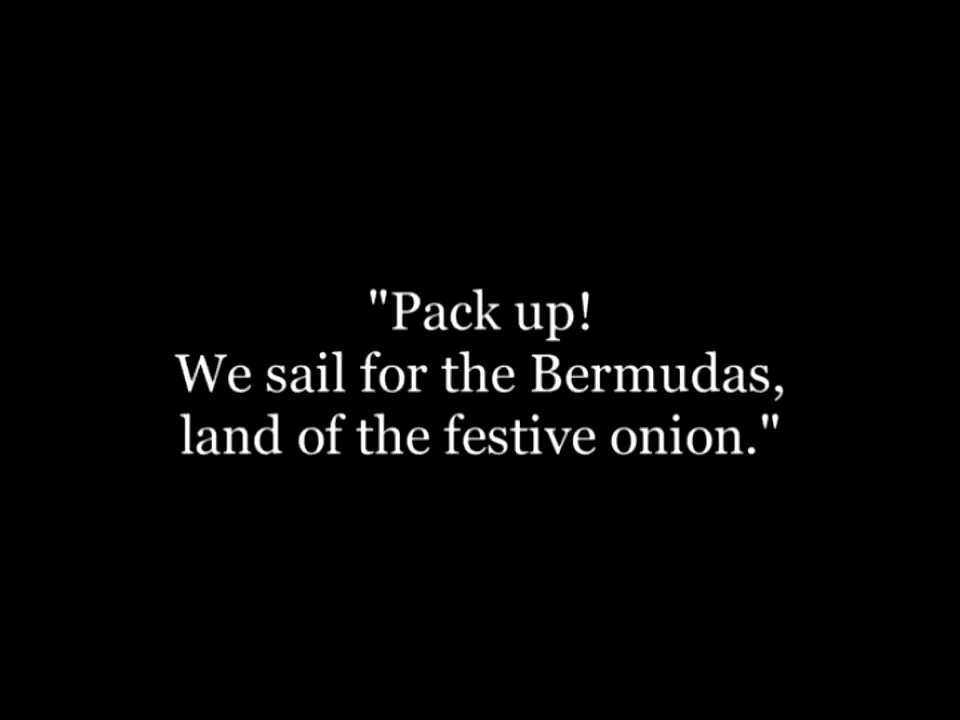 "Pack up!
We sail for the Bermudas,
land of the festive onion."